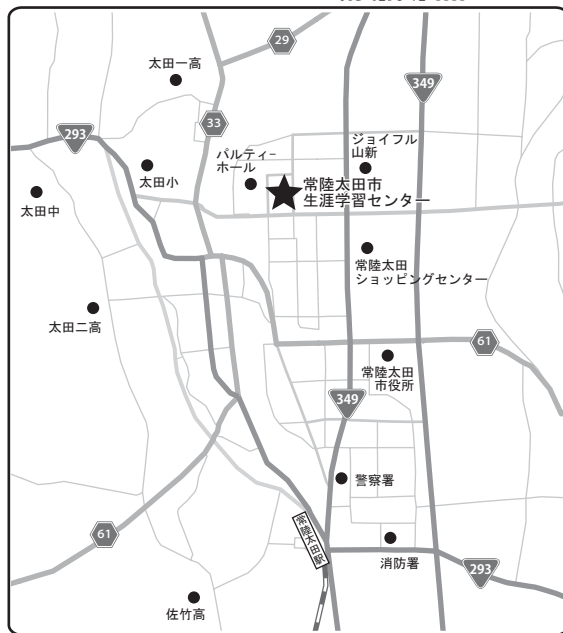 29
太田一高
349
33
293
ジョイフル
山新
パルティー
ホール
太田小
常陸太田市
生涯学習センター
太田中
常陸太田
ショッピングセンター
太田二高
61
常陸太田
市役所
349
警察署
常陸太田駅
61
消防署
293
佐竹高